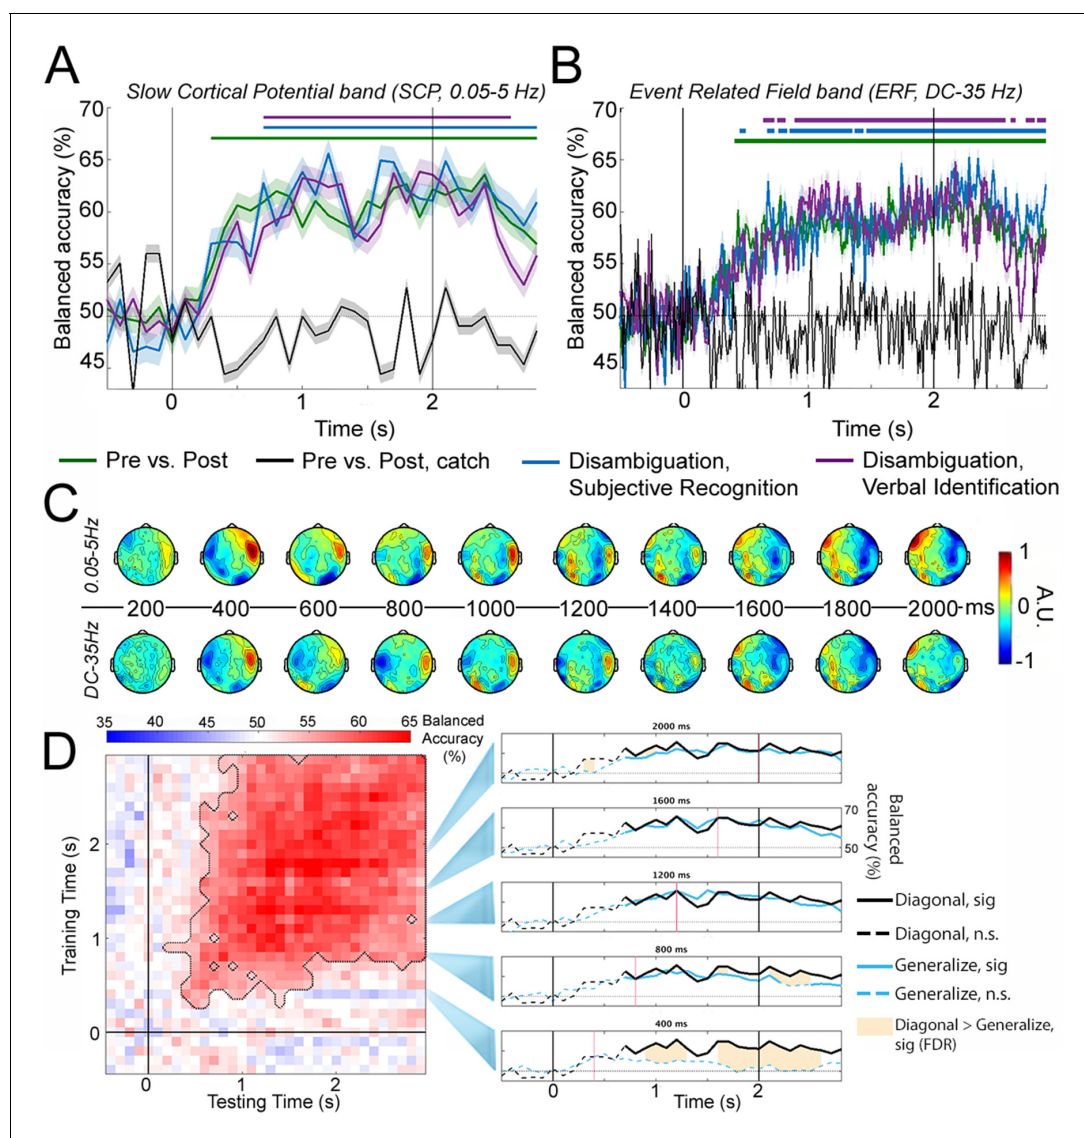 A
Slow Cortical Potential band (SCP, 0.05-5 Hz)
70
65
60
55
50
45
Balanced accuracy (%)
0
2
Time (s)
B
Event Related Field band (ERF, DC-35 Hz)
70
65
60
55
50
45
Balanced accuracy (%)
0
2
Time (s)
Pre vs. Post
Pre vs. Post, catch
Disambiguation,
Subjective Recognition
Disambiguation,
Verbal Identification
C
0.05-5Hz
200 400 600 800 1000 1200 1400 1600 1800 2000 ms
DC-35Hz
1
0
-1
A.U.
D
35 40 45 50 55 60 65
Balanced
Accuracy
(%)
2
1
0
Training Time (s)
0 1 2
Testing Time (s)
2000 ms
1600 ms
70
50
Balanced
accuracy (%)
1200 ms
800 ms
400 ms
0 1 2
Time (s)
Diagonal, sig
Diagonal, n.s.
Generalize, sig
Generalize, n.s.
Diagonal > Generalize,
sig (FDR)